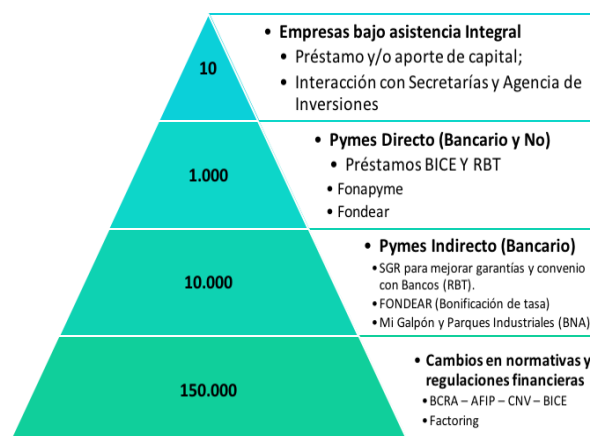 10
• Empresas bajo asistencia Integral
• Préstamo y/o aporte de capital;
• Interacción con Secretarías y Agencia de
Inversiones
1.000
• Pymes Directo (Bancario y No)
• Préstamos BICE Y RBT
• Fonapyme
• Fondear
10.000
• Pymes Indirecto (Bancario)
• SGR para mejorar garantías y convenio
con Bancos (RBT).
• FONDEAR (Bonificación de tasa)
• Mi Galpón y Parques Industriales (BNA)
150.000
• Cambios en normativas y
regulaciones financieras
• BCRA – AFIP – CNV – BICE
• Factoring